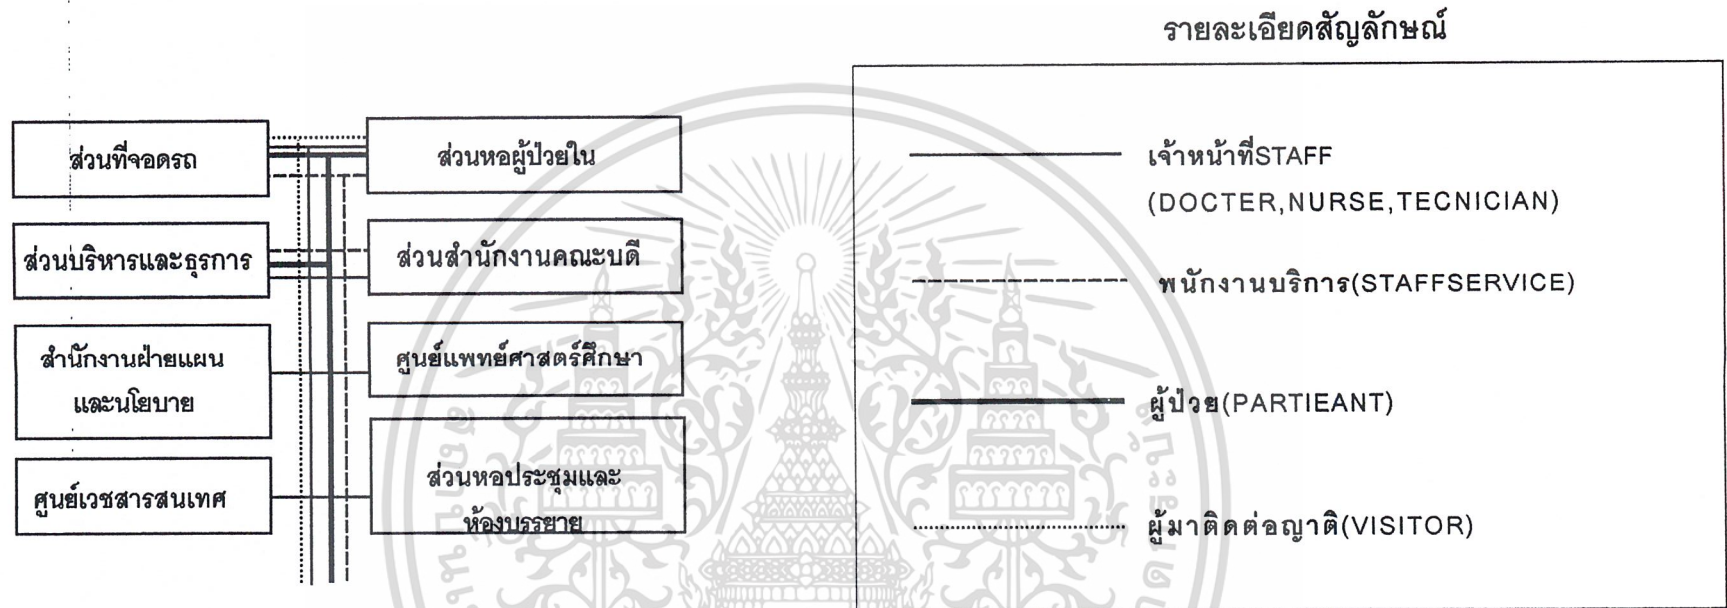 รายละเอียดสัญลักษณ์
ส่วนที่จอดรถ
ส่วนหอผู้ป่วยใน
ส่วนบริหารและธุรการ
ส่วนสำนักงานคณะบดี
สำนักงานฝ่ายแผน
และนโยบาย
ศูนย์แพทย์ศาสตร์ศึกษา
ศูนย์เวชสารสนเทศ
ส่วนหอประชุมและ
ห้องบรรยาย
เจ้าหน้าที่STAFF
(DOCTER,NURSE,TECNICIAN)
พนักงานบริการ(STAFFSERVICE)
ผู้ป่วย(PARTIEANT)
ผู้มาติดต่อญาติ(VISITOR)